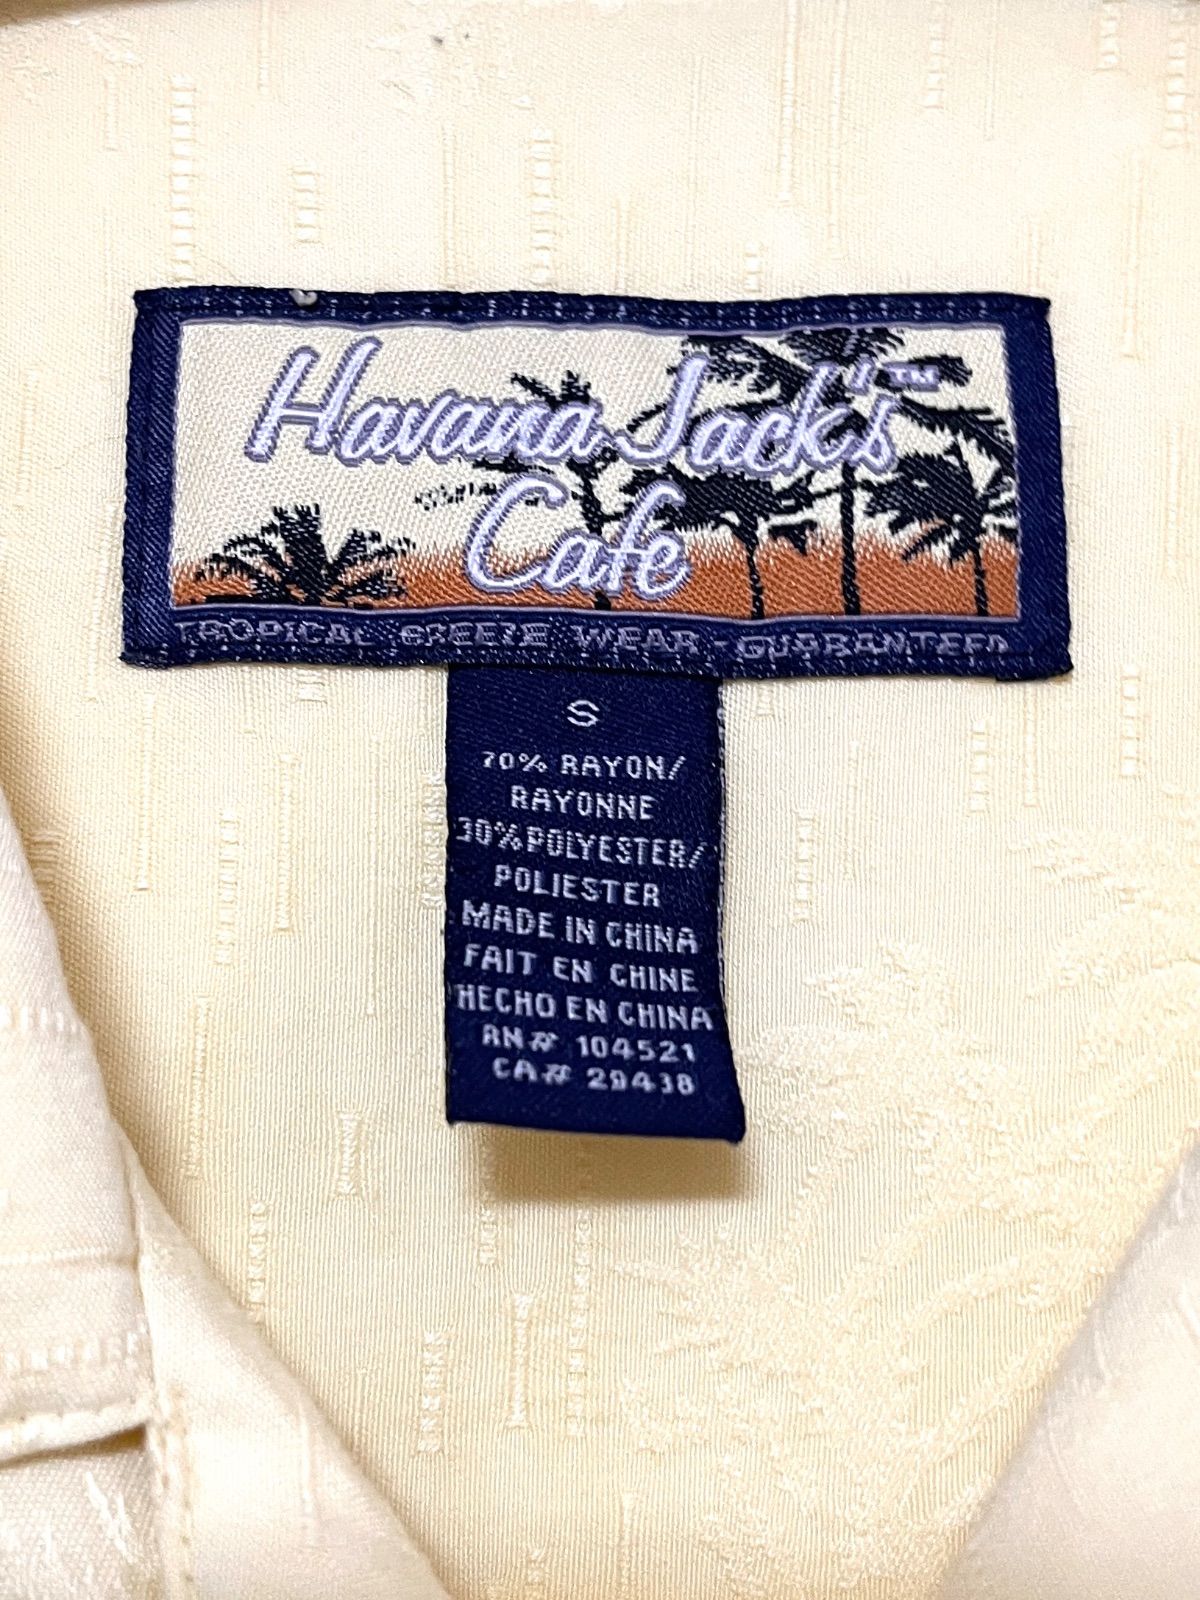 Havana Jack's™
Cafe
TROPICAL BREEZE WEAR - GUARANTEED
S
70% RAYON/
RAYONNE
30% POLYESTER/
POLIESTER
MADE IN CHINA
FAIT EN CHINE
HECHO EN CHINA
RN# 104521
CA# 29438